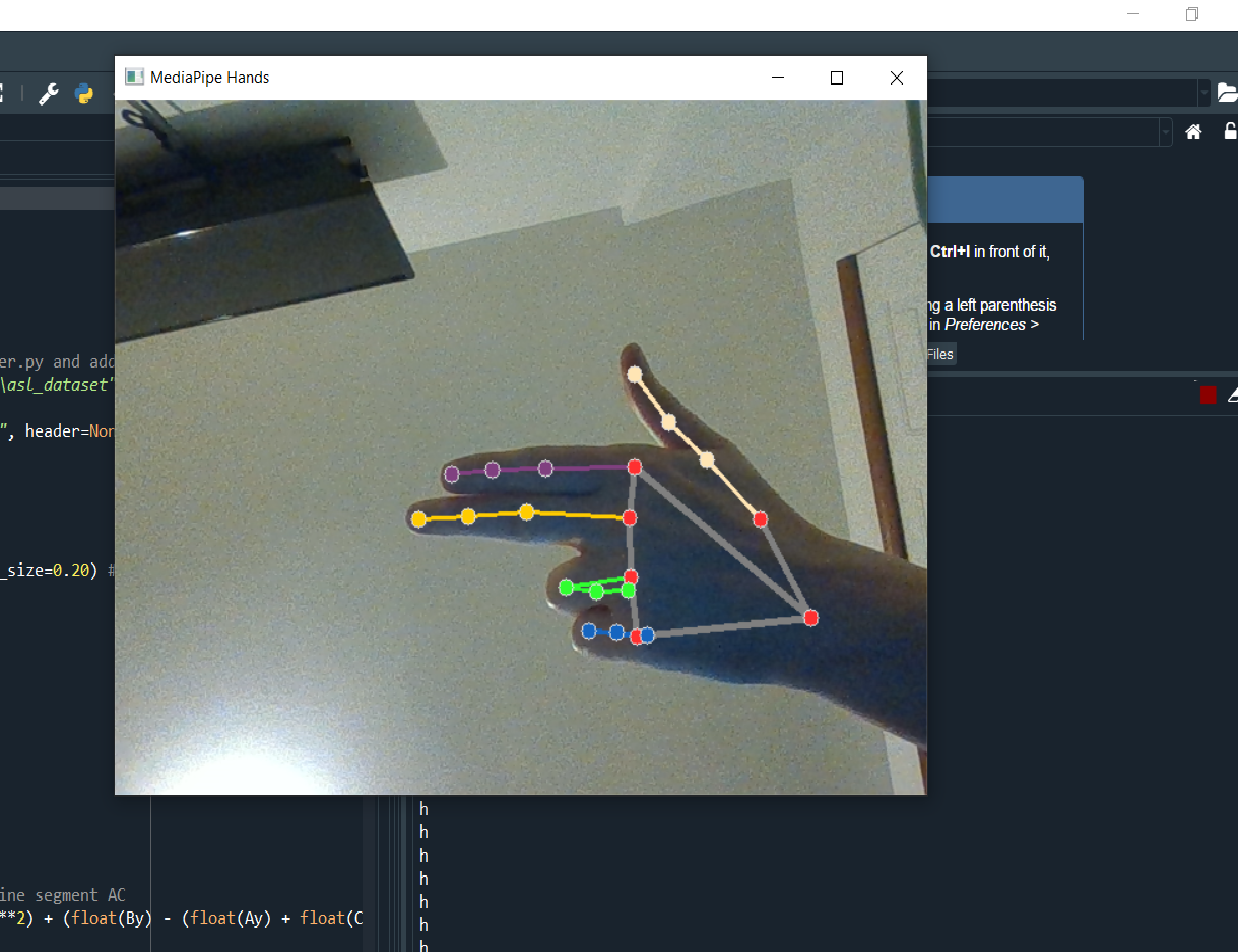 MediaPipe Hands
Ctrl+I in front of it,
ng a left parenthesis
in Preferences >
Files
er.py and add
\asl_dataset"
", header=Non
_size=0.20) #
h
h
h
h
h
h
h
ine segment AC
**2) + (float(By) - (float(Ay) + float(C